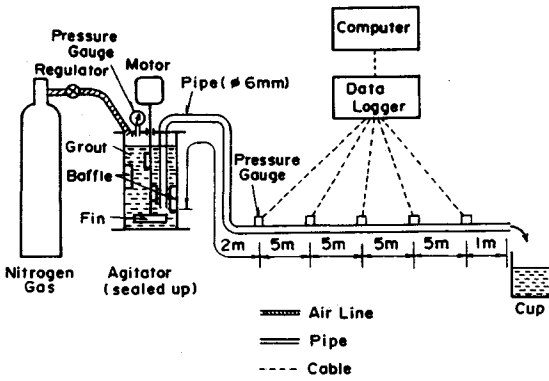 Computer
Data
Logger
Pressure
Gauge
Regulator
Motor
Pipe (ø 6mm)
Grout
Baffle
Fin
Pressure
Gauge
2m
5m
5m
5m
5m
1m
Nitrogen
Gas
Agitator
(sealed up)
Cup
Air Line
Pipe
Cable